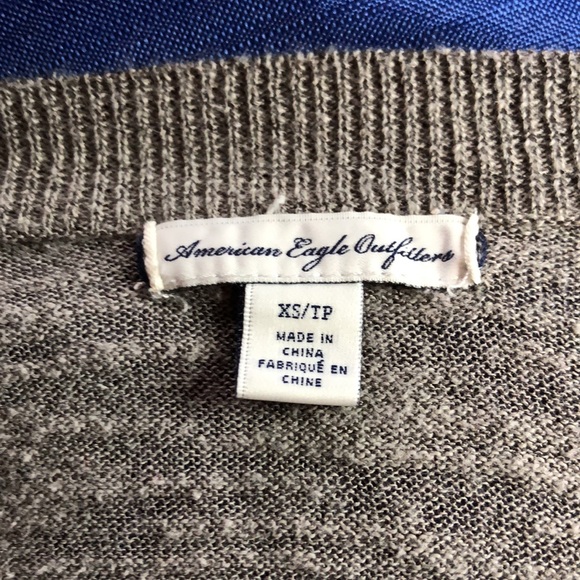 American Eagle Outfitters
XS/TP
MADE IN
CHINA
FABRIQUÉ EN
CHINE